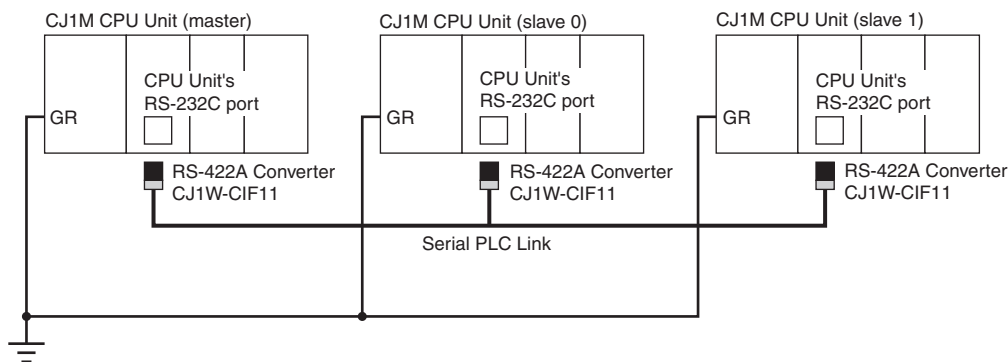 CJ1M CPU Unit (master)
CPU Unit's
RS-232C port
GR
RS-422A Converter
CJ1W-CIF11
CJ1M CPU Unit (slave 0)
CPU Unit's
RS-232C port
GR
RS-422A Converter
CJ1W-CIF11
CJ1M CPU Unit (slave 1)
CPU Unit's
RS-232C port
GR
RS-422A Converter
CJ1W-CIF11
Serial PLC Link